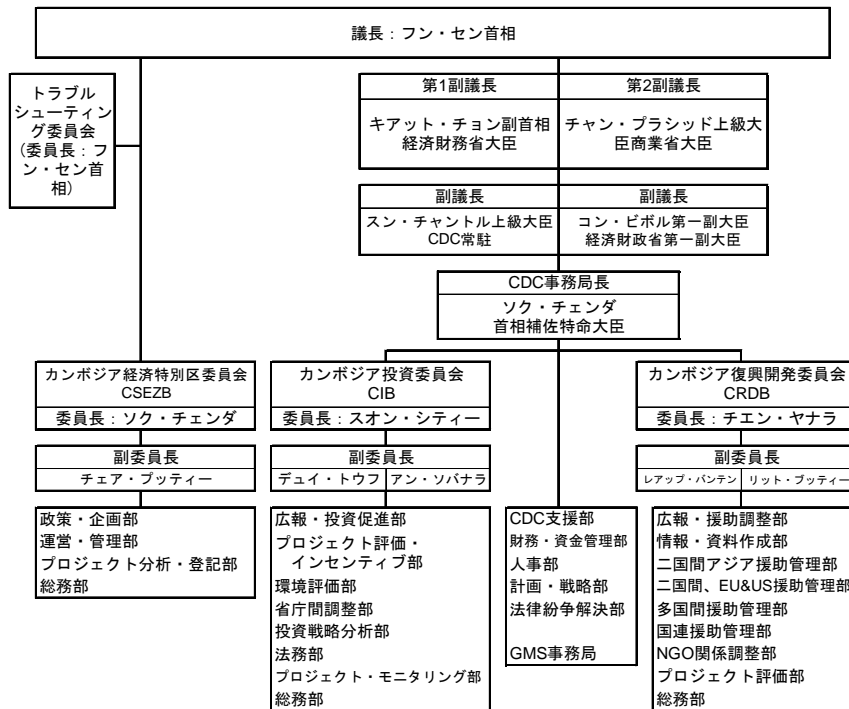 議長：フン・セン首相
トラブル
シューティン
グ委員会
（委員長：フ
ン・セン首
相）
第1副議長
キアット・チョン副首相
経済財務省大臣
第2副議長
チャン・プラシッド上級大
臣商業省大臣
副議長
スン・チャントル上級大臣
CDC常駐
副議長
コン・ビボル第一副大臣
経済財政省第一副大臣
CDC事務局長
ソク・チェンダ
首相補佐特命大臣
カンボジア経済特別区委員会
CSEZB
委員長：ソク・チェンダ
副委員長
チェア・プッティー
政策・企画部
運営・管理部
プロジェクト分析・登記部
総務部
カンボジア投資委員会
CIB
委員長：スオン・シティー
副委員長
デュイ・トウフ
アン・ソバナラ
広報・投資促進部
プロジェクト評価・
インセンティブ部
環境評価部
省庁間調整部
投資戦略分析部
法務部
プロジェクト・モニタリング部
総務部
CDC支援部
財務・資金管理部
人事部
計画・戦略部
法律紛争解決部
GMS事務局
カンボジア復興開発委員会
CRDB
委員長：チエン・ヤナラ
副委員長
レアップ・バンテン
リット・ブッティー
広報・援助調整部
情報・資料作成部
二国間アジア援助管理部
二国間、EU&US援助管理部
多国間援助管理部
国連援助管理部
NGO関係調整部
プロジェクト評価部
総務部